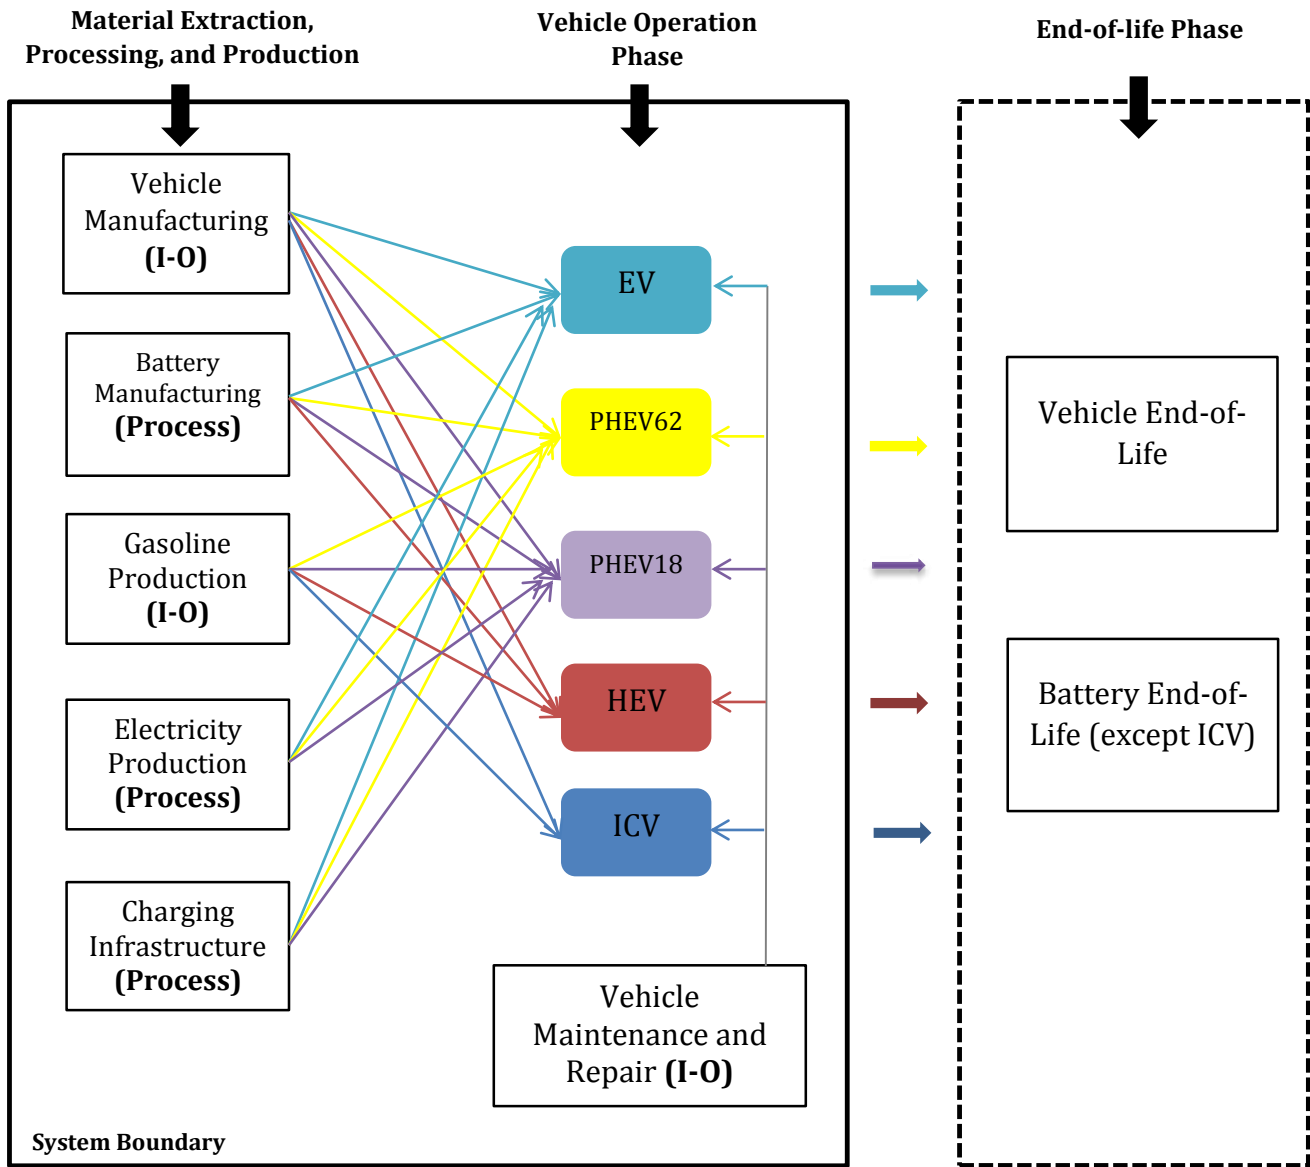 Material Extraction,
Processing, and Production
Vehicle Operation
Phase
End-of-life Phase
Vehicle
Manufacturing
(I-O)
Battery
Manufacturing
(Process)
Gasoline
Production
(I-O)
Electricity
Production
(Process)
Charging
Infrastructure
(Process)
EV
PHEV62
PHEV18
HEV
ICV
Vehicle
Maintenance and
Repair (I-O)
Vehicle End-of-
Life
Battery End-of-
Life (except ICV)
System Boundary